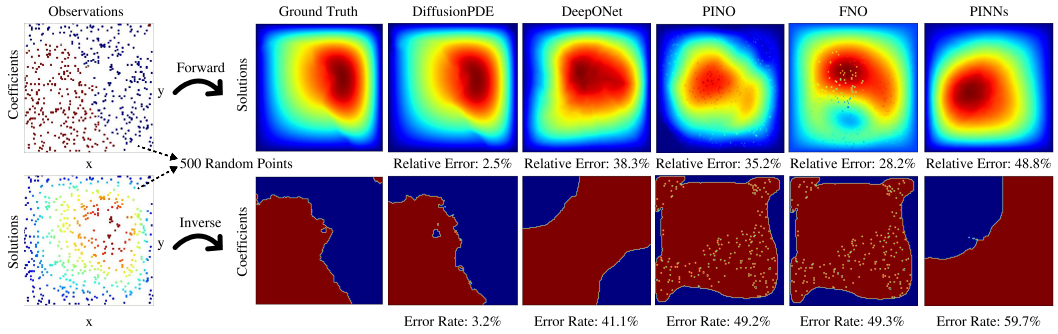 Observations
Ground Truth
DiffusionPDE
DeepONet
PINO
FNO
PINNs
Coefficients
y
x
Forward
Solutions
500 Random Points
Relative Error: 2.5%
Relative Error: 38.3%
Relative Error: 35.2%
Relative Error: 28.2%
Relative Error: 48.8%
Solutions
y
x
Inverse
Coefficients
Error Rate: 3.2%
Error Rate: 41.1%
Error Rate: 49.2%
Error Rate: 49.3%
Error Rate: 59.7%